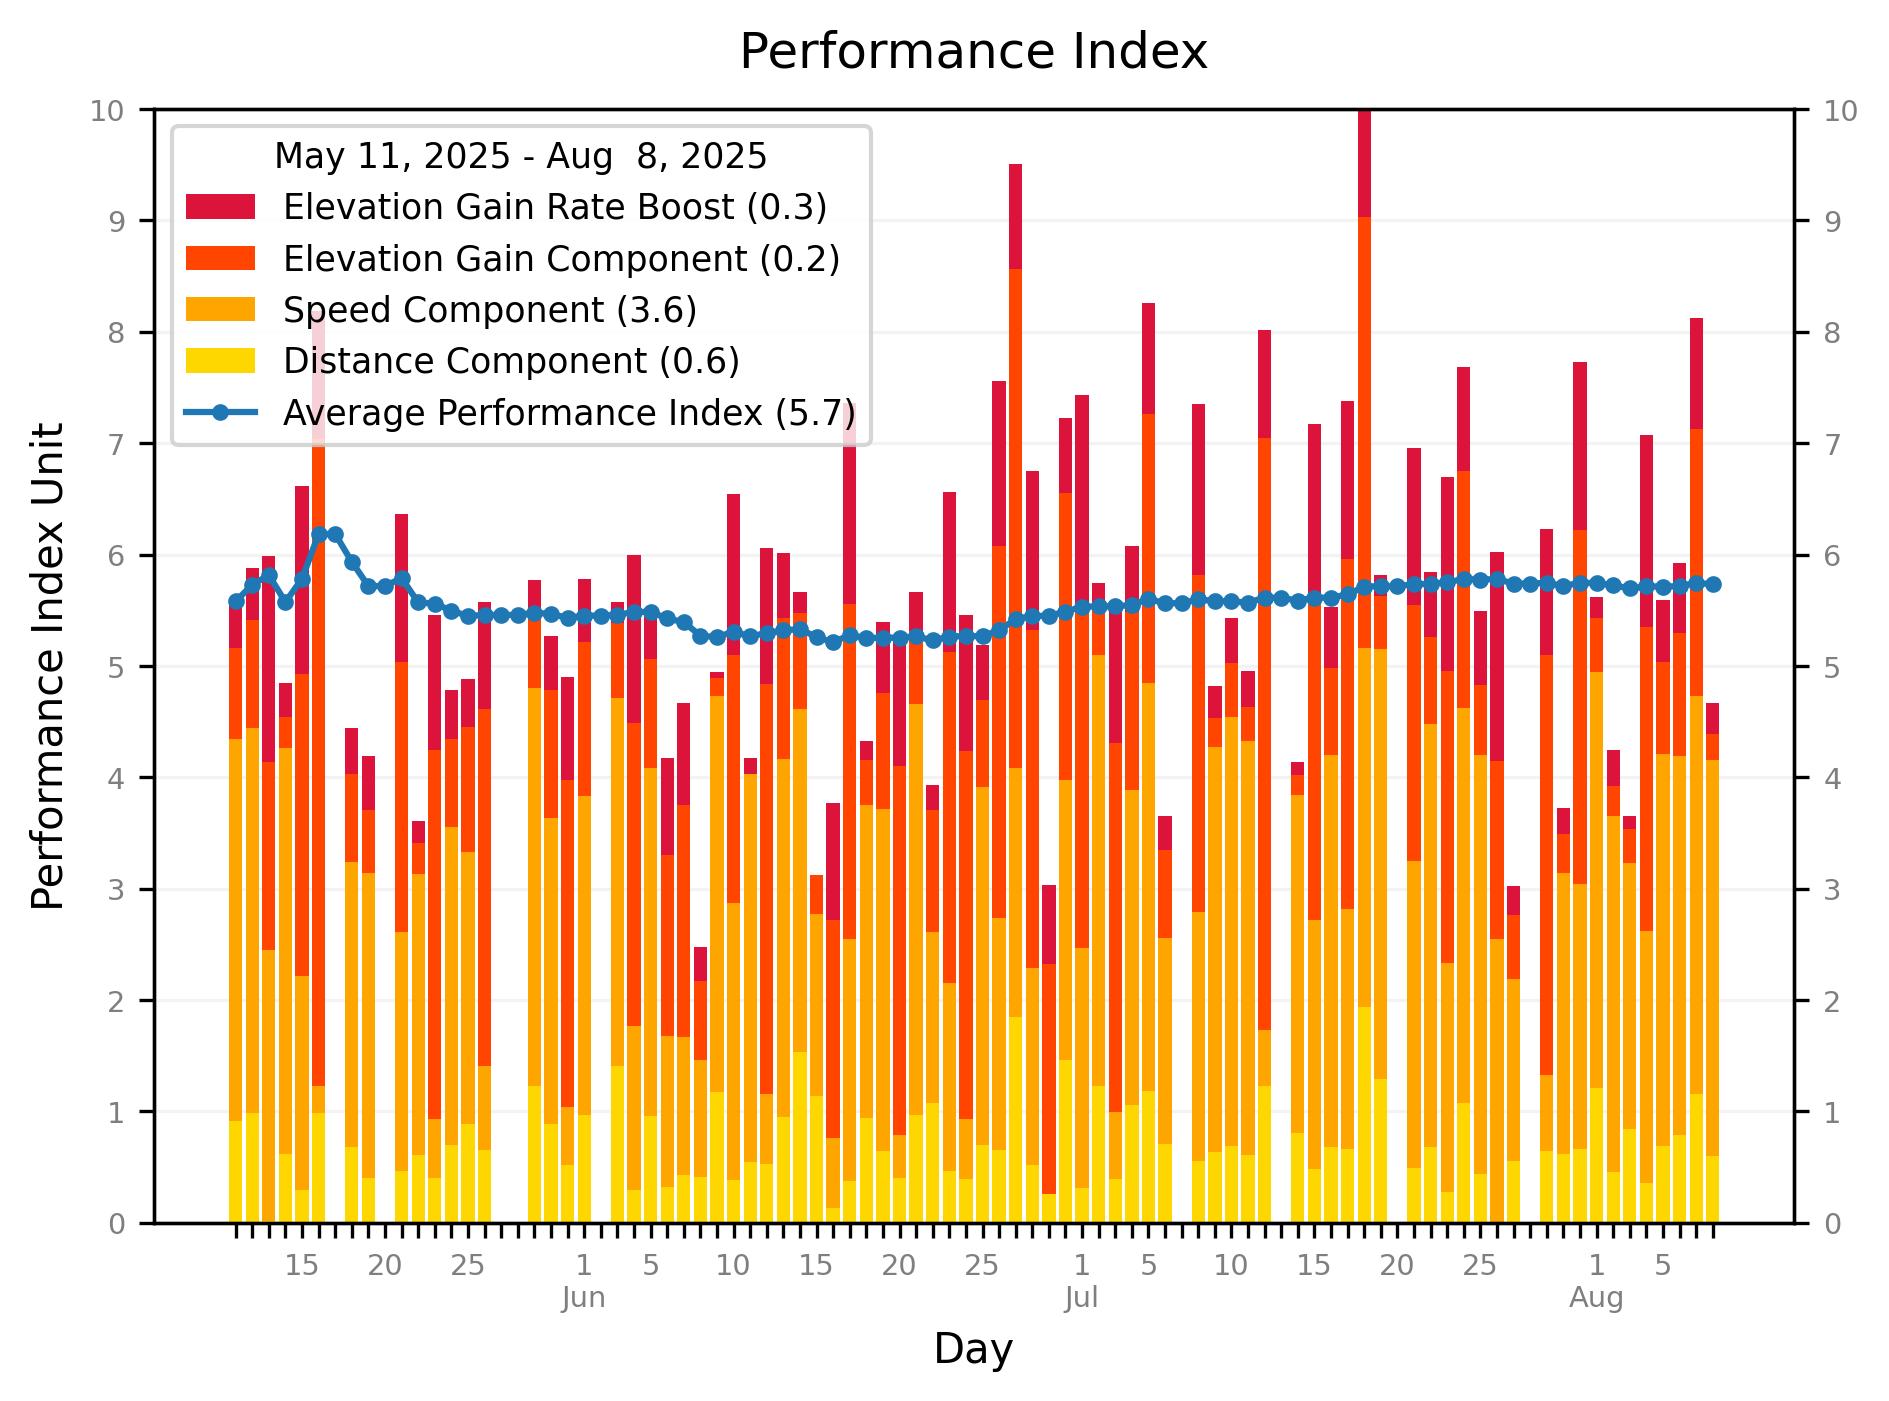 Performance Index
May 11, 2025 - Aug  8, 2025
Elevation Gain Rate Boost (0.3)
Elevation Gain Component (0.2)
Speed Component (3.6)
Distance Component (0.6)
Average Performance Index (5.7)
Performance Index Unit
10 10
9 9
8 8
7 7
6 6
5 5
4 4
3 3
2 2
1 1
0 0
15 20 25 1 5 10 15 20 25 1 5 10 15 20 25 1 5
Jun Jul Aug
Day